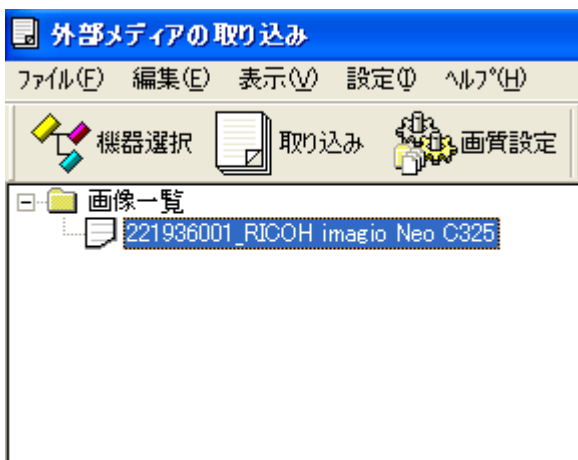 外部メディアの取り込み
ファイル(F) 編集(E) 表示(V) 設定(I) ヘルプ(H)
機器選択 取り込み 画質設定
画像一覧
221936001_RICOH imagio Neo C325